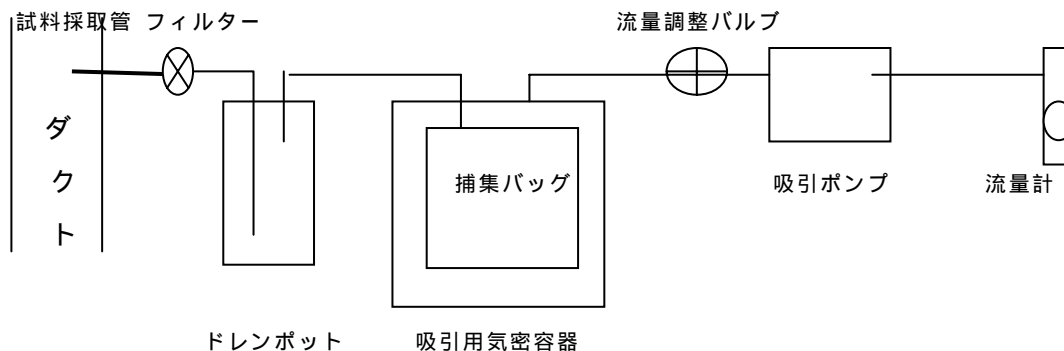 試料採取管 フィルター
流量調整バルブ
ダクト
捕集バッグ
吸引ポンプ
流量計
ドレンポット
吸引用気密容器